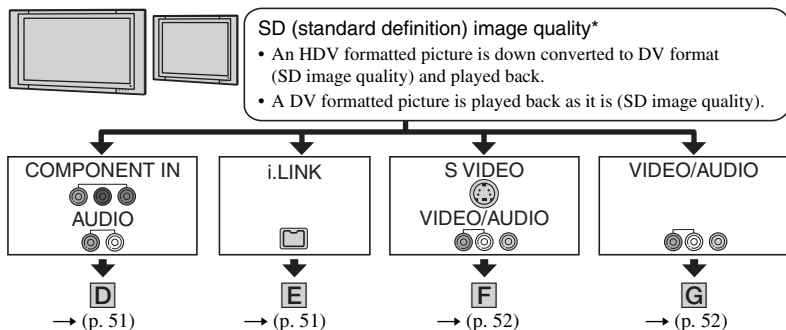 SD (standard definition) image quality*
• An HDV formatted picture is down converted to DV format
(SD image quality) and played back.
• A DV formatted picture is played back as it is (SD image quality).
COMPONENT IN
AUDIO
i.LINK
S VIDEO
VIDEO/AUDIO
VIDEO/AUDIO
D
→ (p. 51)
E
→ (p. 51)
F
→ (p. 52)
G
→ (p. 52)